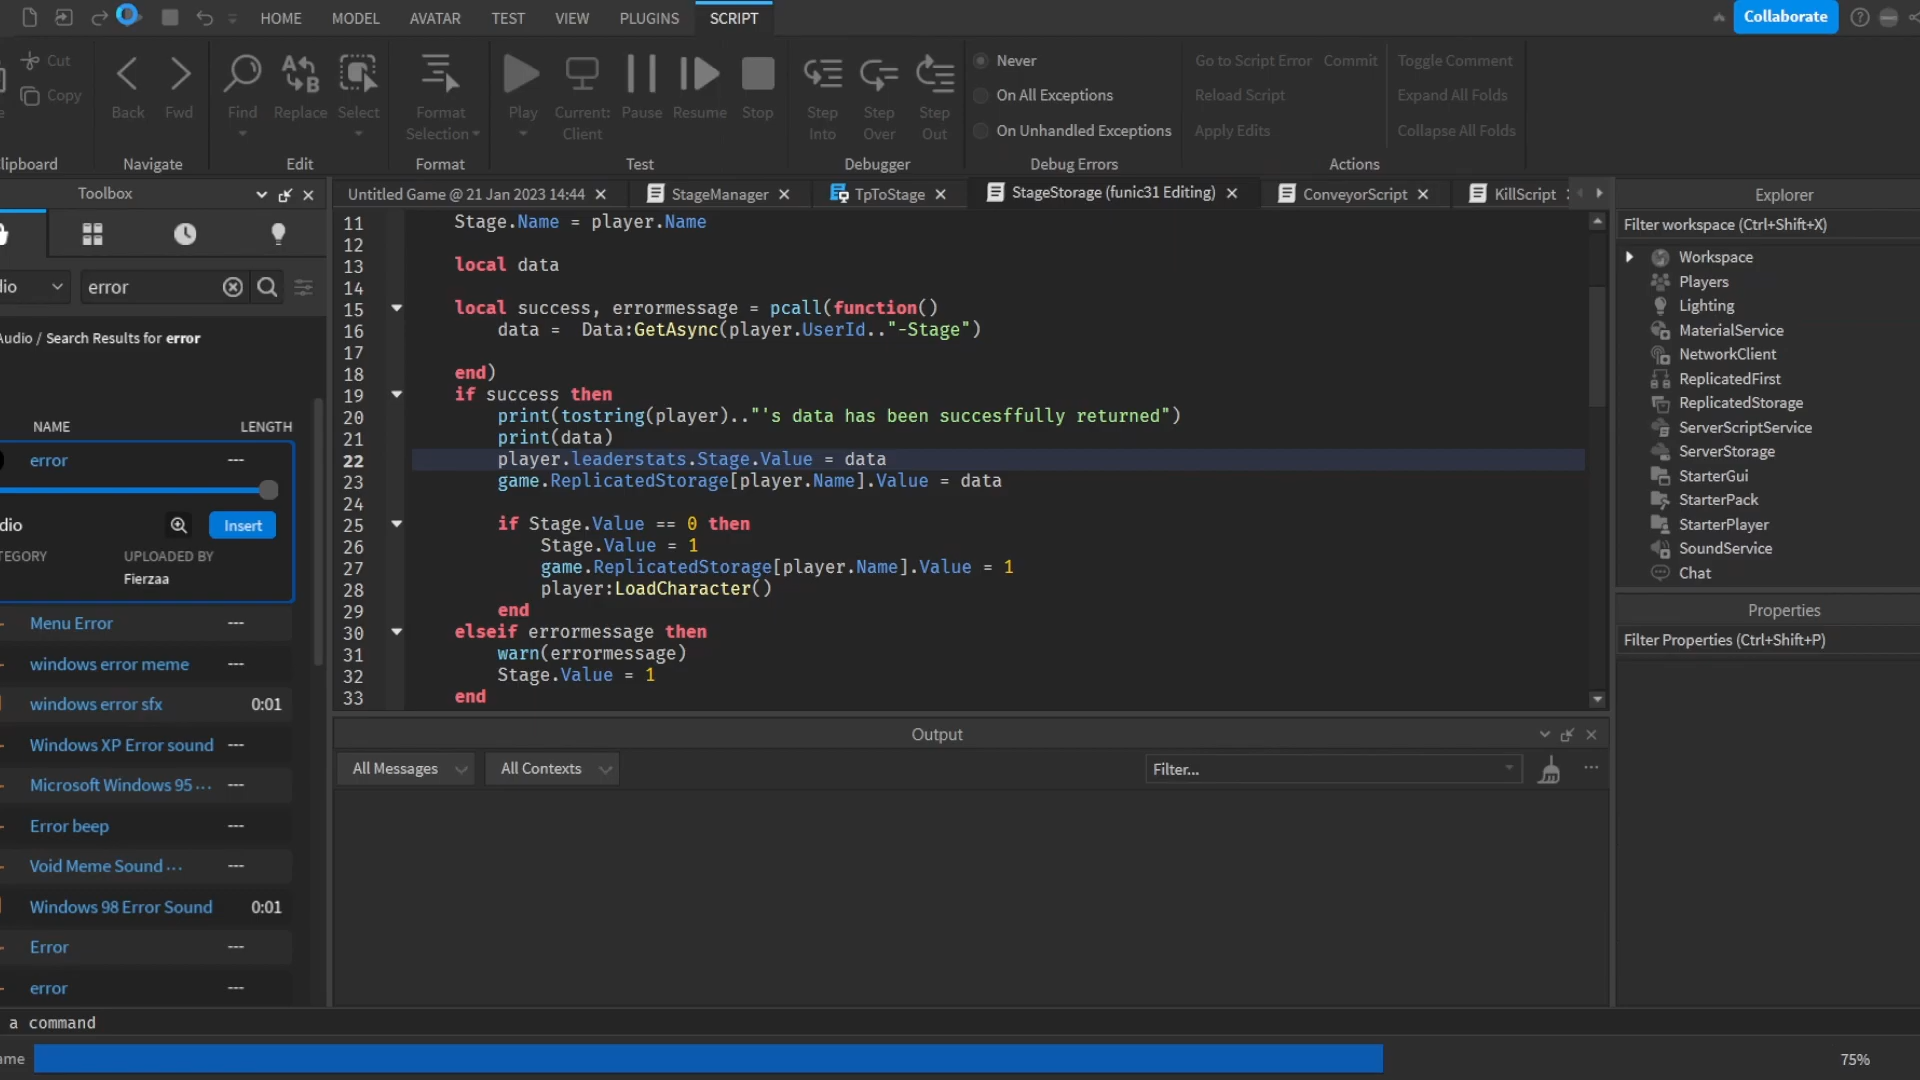 HOME MODEL AVATAR TEST VIEW PLUGINS SCRIPT
Collaborate
Cut
Copy
lipboard
Back Fwd
Navigate
Find Replace Select
Edit
Format
Selection
Format
Play Current: Client Pause Resume Stop
Test
Step Into Step Over Step Out
Debugger
Never
On All Exceptions
On Unhandled Exceptions
Debug Errors
Go to Script Error Commit
Reload Script
Apply Edits
Toggle Comment
Expand All Folds
Collapse All Folds
Actions
Toolbox
dio
error
Audio / Search Results for error
NAME LENGTH
error ---
dio
Insert
TEGORY UPLOADED BY
Fierzaa
Menu Error ---
windows error meme ---
windows error sfx 0:01
Windows XP Error sound ---
Microsoft Windows 95 ··· ---
Error beep ---
Void Meme Sound ··· ---
Windows 98 Error Sound 0:01
Error ---
error ---
Untitled Game @ 21 Jan 2023 14:44 StageManager TpToStage StageStorage (funic31 Editing) ConveyorScript KillScript
11 Stage.Name = player.Name
12
13 local data
14
15 local success, errormessage = pcall(function()
16 data =  Data:GetAsync(player.UserId.."-Stage")
17
18 end)
19 if success then
20 print(tostring(player).."'s data has been succesffully returned")
21 print(data)
22 player.leaderstats.Stage.Value = data
23 game.ReplicatedStorage[player.Name].Value = data
24
25 if Stage.Value == 0 then
26 Stage.Value = 1
27 game.ReplicatedStorage[player.Name].Value = 1
28 player:LoadCharacter()
29 end
30 elseif errormessage then
31 warn(errormessage)
32 Stage.Value = 1
33 end
Output
All Messages All Contexts Filter... ···
Explorer
Filter workspace (Ctrl+Shift+X)
Workspace
Players
Lighting
MaterialService
NetworkClient
ReplicatedFirst
ReplicatedStorage
ServerScriptService
ServerStorage
StarterGui
StarterPack
StarterPlayer
SoundService
Chat
Properties
Filter Properties (Ctrl+Shift+P)
a command
ame
75%